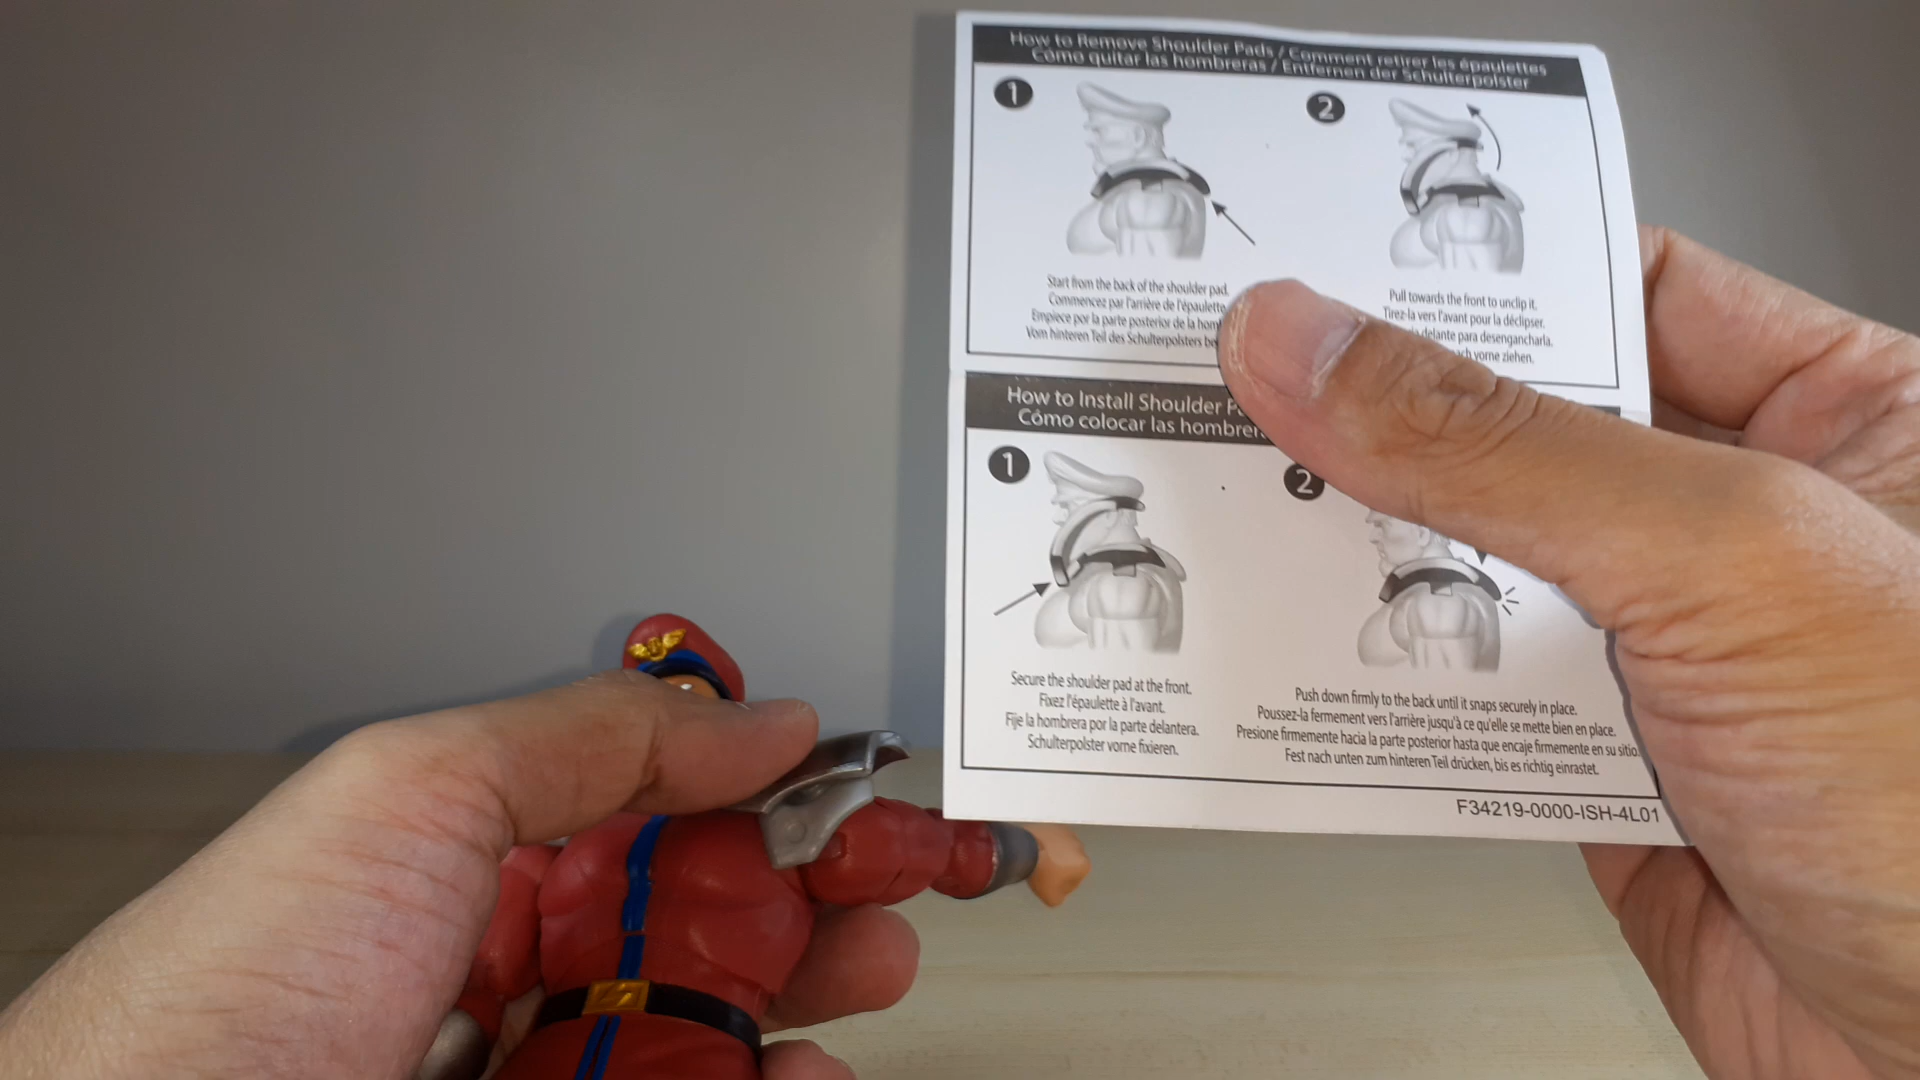 How to Remove Shoulder Pads / Comment retirer les épaulettes
Cómo quitar las hombreras / Entfernen der Schulterpolster
1
2
Start from the back of the shoulder pad.
Commencez par l'arrière de l'épaulette
Empiece por la parte posterior de la
Vom hinteren Teil des Schulterpolsters
Pull towards the front to unclip it.
Tirez-la vers l'avant pour la déclipser.
delante para desengancharla.
vorne ziehen.
How to Install Shoulder
Cómo colocar las
1
2
Secure the shoulder pad at the front.
Fixez l'épaulette à l'avant.
Fije la hombrera por la parte delantera.
Schulterpolster vorne fixieren.
Push down firmly to the back until it snaps securely in place.
Poussez-la fermement vers l'arrière jusqu'à ce qu'elle se mette bien en place.
Presione firmemente hacia la parte posterior hasta que encaje firmemente en su sitio.
Fest nach unten zum hinteren Teil drücken, bis es richtig einrastet.
F34219-0000-ISH-4L01